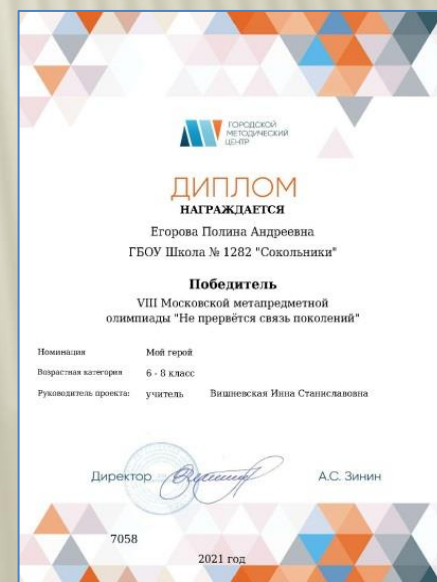 ГОРОДСКОЙ
МЕТОДИЧЕСКИЙ
ЦЕНТР
ДИПЛОМ
НАГРАЖДАЕТСЯ
Егорова Полина Андреевна
ГБОУ Школа № 1282 "Сокольники"
Победитель
VIII Московской метапредметной
олимпиады "Не прервётся связь поколений"
Номинация Мой герой
Возрастная категория 6 - 8 класс
Руководитель проекта: учитель Вишневская Инна Станиславовна
Директор А.С. Зинин
7058
2021 год